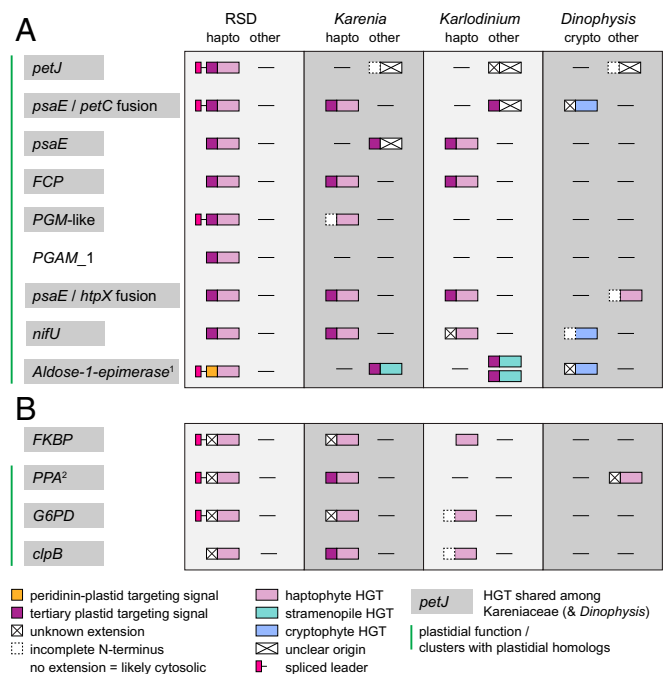 A
RSD Karenia Karlodinium Dinophysis
hapto other hapto other hapto other crypto other
petJ — — — —
psaE / petC fusion — — — —
psaE — — — — —
FCP — — — — —
PGM-like — — — — — —
PGAM_1 — — — — — — —
psaE / htpX fusion — — — —
nifU — — — —
Aldose-1-epimerase¹ — — — —
B
FKBP — — — — —
PPA² — — — — —
G6PD — — — — —
clpB — — — — —
peridinin-plastid targeting signal
tertiary plastid targeting signal
unknown extension
incomplete N-terminus
no extension = likely cytosolic
haptophyte HGT
stramenopile HGT
cryptophyte HGT
unclear origin
spliced leader
petJ HGT shared among
Kareniaceae (& Dinophysis)
plastidial function /
clusters with plastidial homologs